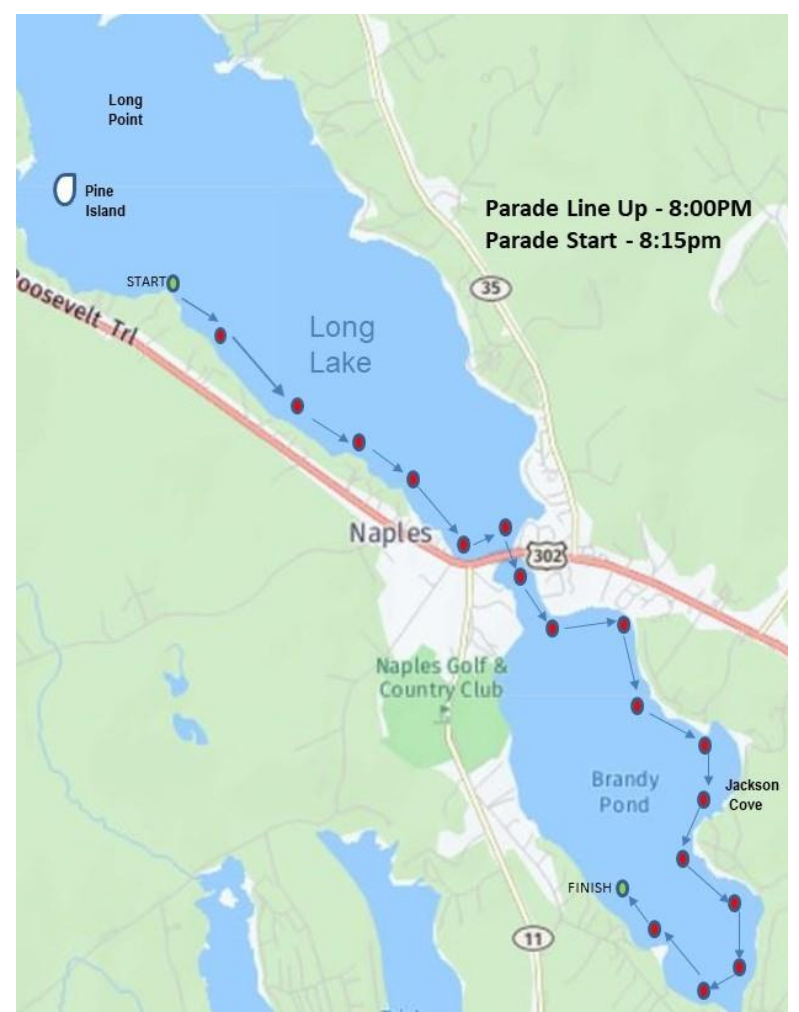 Long
Point
Pine
Island
Parade Line Up - 8:00PM
Parade Start - 8:15pm
START
Roosevelt Trl
35
Long
Lake
Naples
302
Naples Golf &
Country Club
Brandy
Pond
Jackson
Cove
FINISH
11